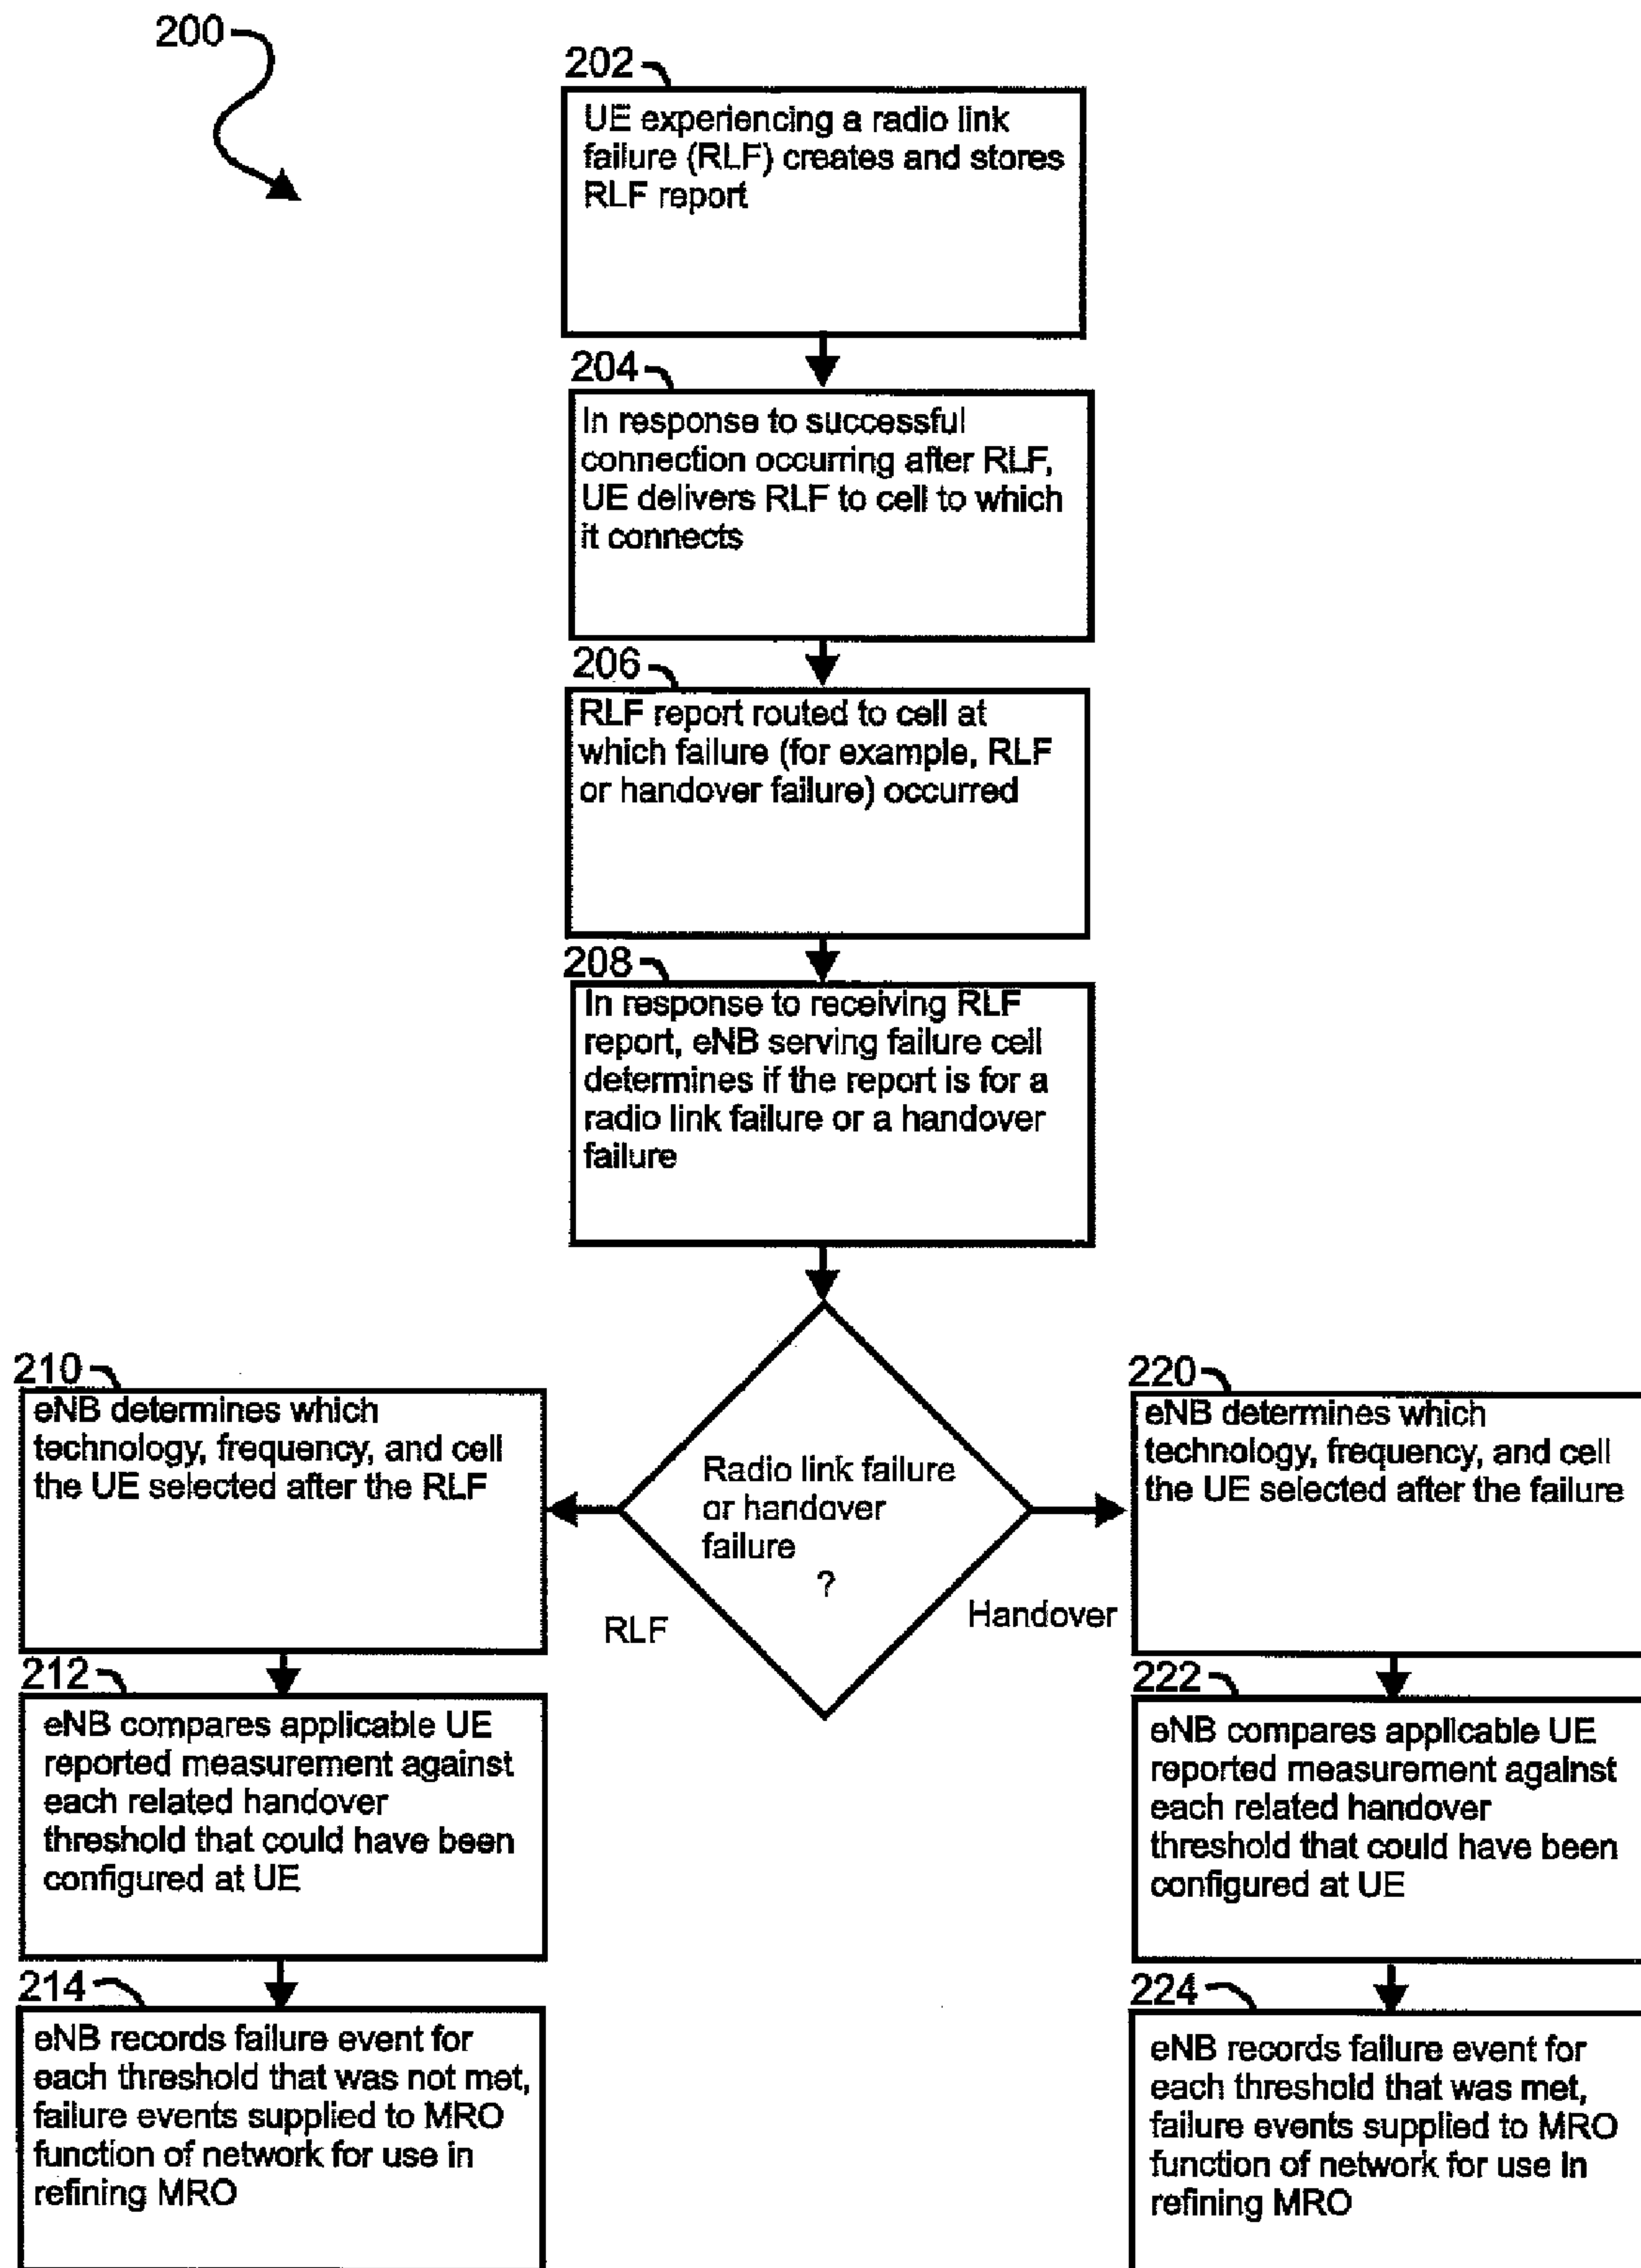 200
202
UE experiencing a radio link
failure (RLF) creates and stores
RLF report
204
In response to successful
connection occurring after RLF,
UE delivers RLF to cell to which
it connects
206
RLF report routed to cell at
which failure (for example, RLF
or handover failure) occurred
208
In response to receiving RLF
report, eNB serving failure cell
determines if the report is for a
radio link failure or a handover
failure
Radio link failure
or handover
failure
?
RLF
Handover
210
eNB determines which
technology, frequency, and cell
the UE selected after the RLF
212
eNB compares applicable UE
reported measurement against
each related handover
threshold that could have been
configured at UE
214
eNB records failure event for
each threshold that was not met,
failure events supplied to MRO
function of network for use in
refining MRO
220
eNB determines which
technology, frequency, and cell
the UE selected after the failure
222
eNB compares applicable UE
reported measurement against
each related handover
threshold that could have been
configured at UE
224
eNB records failure event for
each threshold that was met,
failure events supplied to MRO
function of network for use in
refining MRO